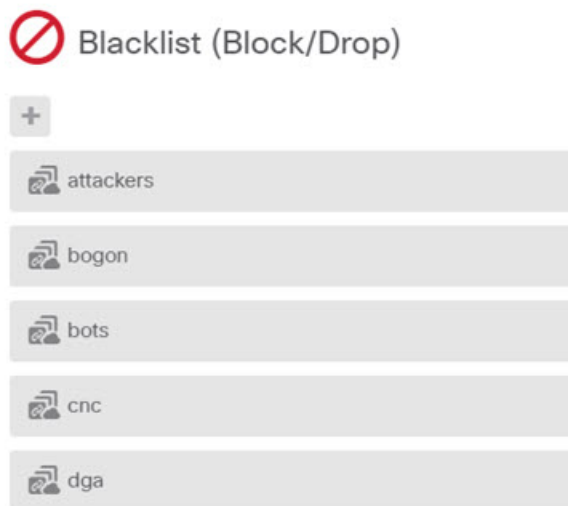 Blacklist (Block/Drop)
+
attackers
bogon
bots
cnc
dga